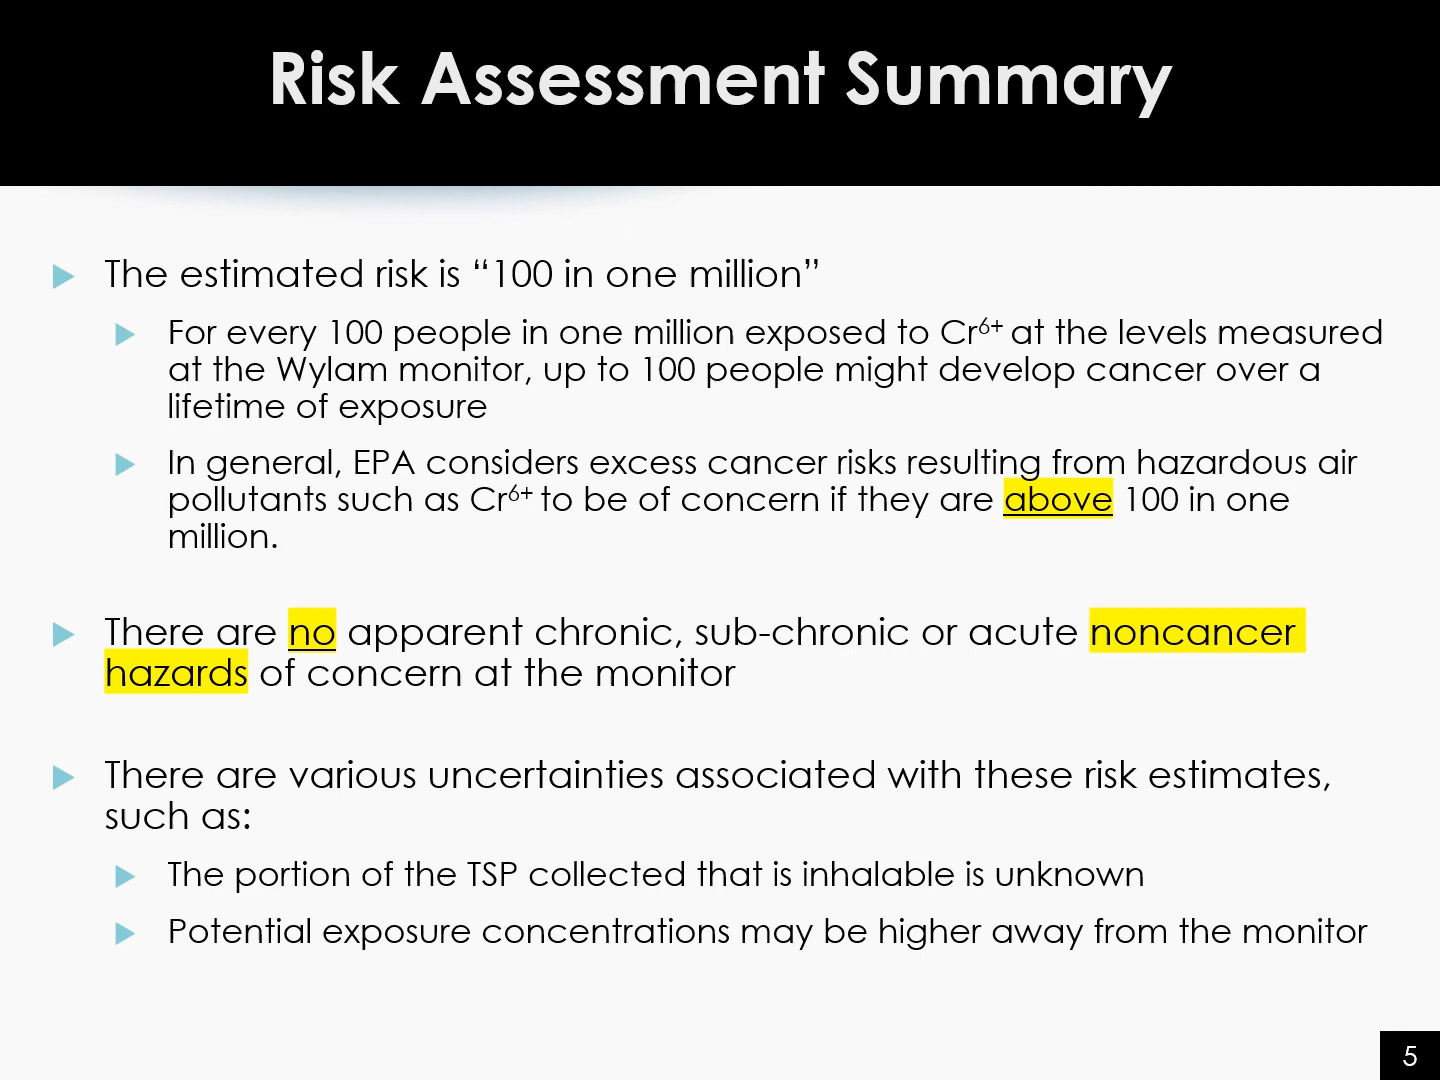 Risk Assessment Summary
The estimated risk is “100 in one million”
For every 100 people in one million exposed to Cr6+ at the levels measured
at the Wylam monitor, up to 100 people might develop cancer over a
lifetime of exposure
In general, EPA considers excess cancer risks resulting from hazardous air
pollutants such as Cr6+ to be of concern if they are above 100 in one
million.
There are no apparent chronic, sub-chronic or acute noncancer
hazards of concern at the monitor
There are various uncertainties associated with these risk estimates,
such as:
The portion of the TSP collected that is inhalable is unknown
Potential exposure concentrations may be higher away from the monitor
5